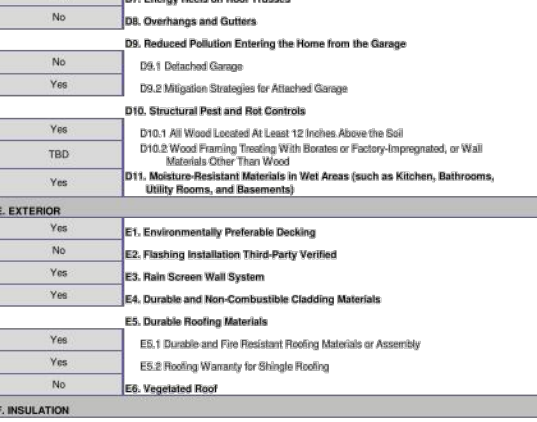 D7. Energy Heels on Roof Trusses
No D8. Overhangs and Gutters
D9. Reduced Pollution Entering the Home from the Garage
No D9.1 Detached Garage
Yes D9.2 Mitigation Strategies for Attached Garage
D10. Structural Pest and Rot Controls
Yes D10.1 All Wood Located At Least 12 Inches Above the Soil
TBD D10.2 Wood Framing Treating With Borates or Factory-Impregnated, or Wall
Materials Other Than Wood
Yes D11. Moisture-Resistant Materials in Wet Areas (such as Kitchen, Bathrooms,
Utility Rooms, and Basements)
E. EXTERIOR
Yes E1. Environmentally Preferable Decking
No E2. Flashing Installation Third-Party Verified
Yes E3. Rain Screen Wall System
Yes E4. Durable and Non-Combustible Cladding Materials
E5. Durable Roofing Materials
Yes E5.1 Durable and Fire Resistant Roofing Materials or Assembly
Yes E5.2 Roofing Warranty for Shingle Roofing
No E6. Vegetated Roof
F. INSULATION